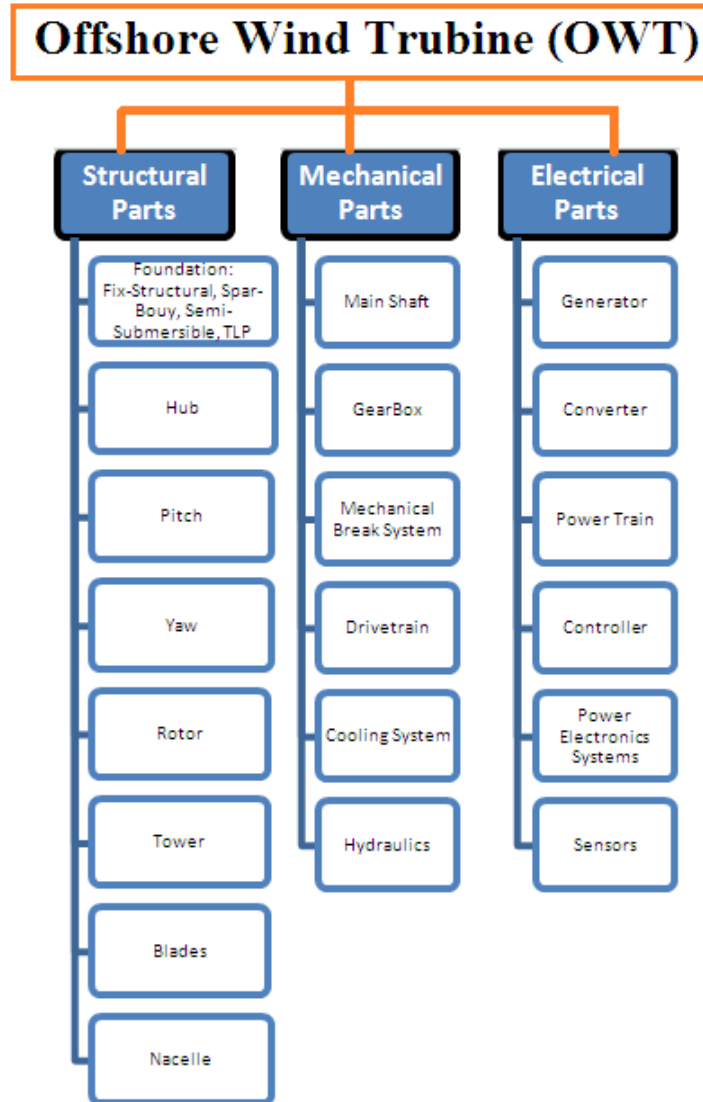 Offshore Wind Trubine (OWT)
Structural
Parts
Foundation:
Fix-Structural, Spar-
Bouy, Semi-
Submersible, TLP
Hub
Pitch
Yaw
Rotor
Tower
Blades
Nacelle
Mechanical
Parts
Main Shaft
GearBox
Mechanical
Break System
Drivetrain
Cooling System
Hydraulics
Electrical
Parts
Generator
Converter
Power Train
Controller
Power
Electronics
Systems
Sensors